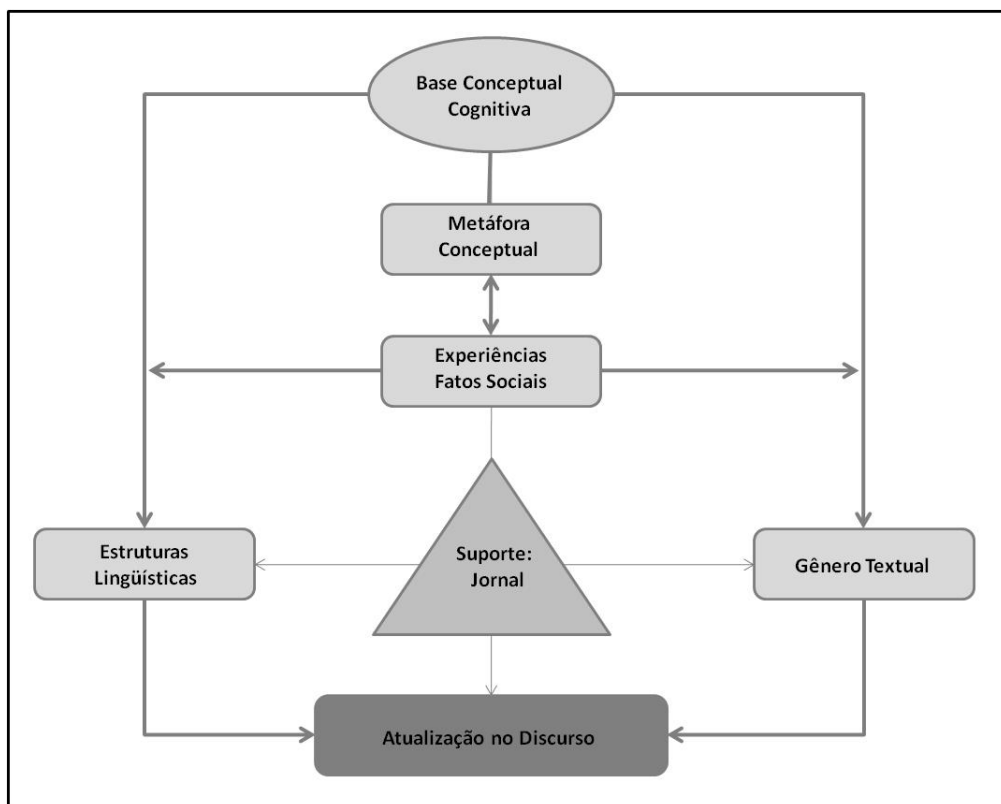 Base Conceptual
Cognitiva
Metáfora
Conceptual
Experiências
Fatos Sociais
Estruturas
Lingüísticas
Suporte:
Jornal
Gênero Textual
Atualização no Discurso